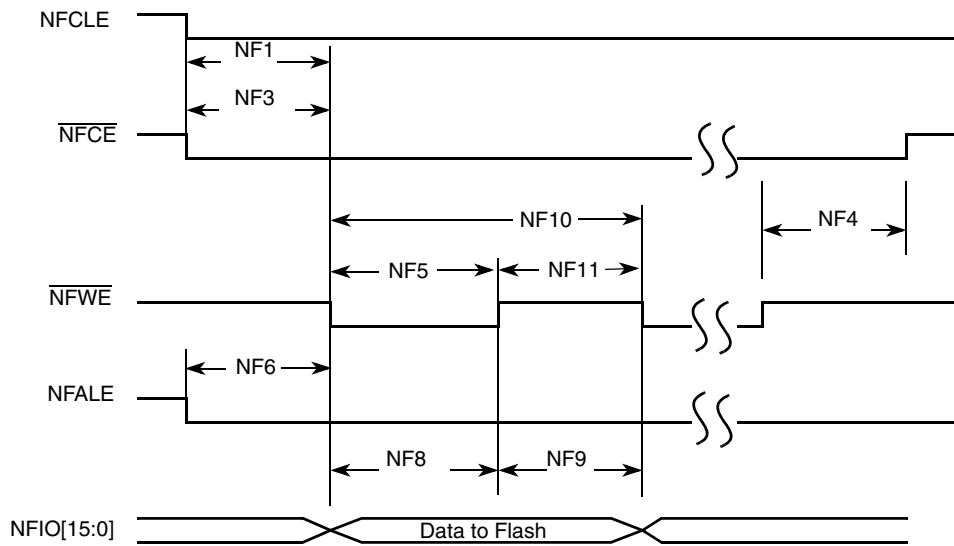 NFCLE
NF1
NF3
NFCE
NF10
NF4
NF5
NF11
NFWE
NF6
NFALE
NF8
NF9
NFIO[15:0]
Data to Flash